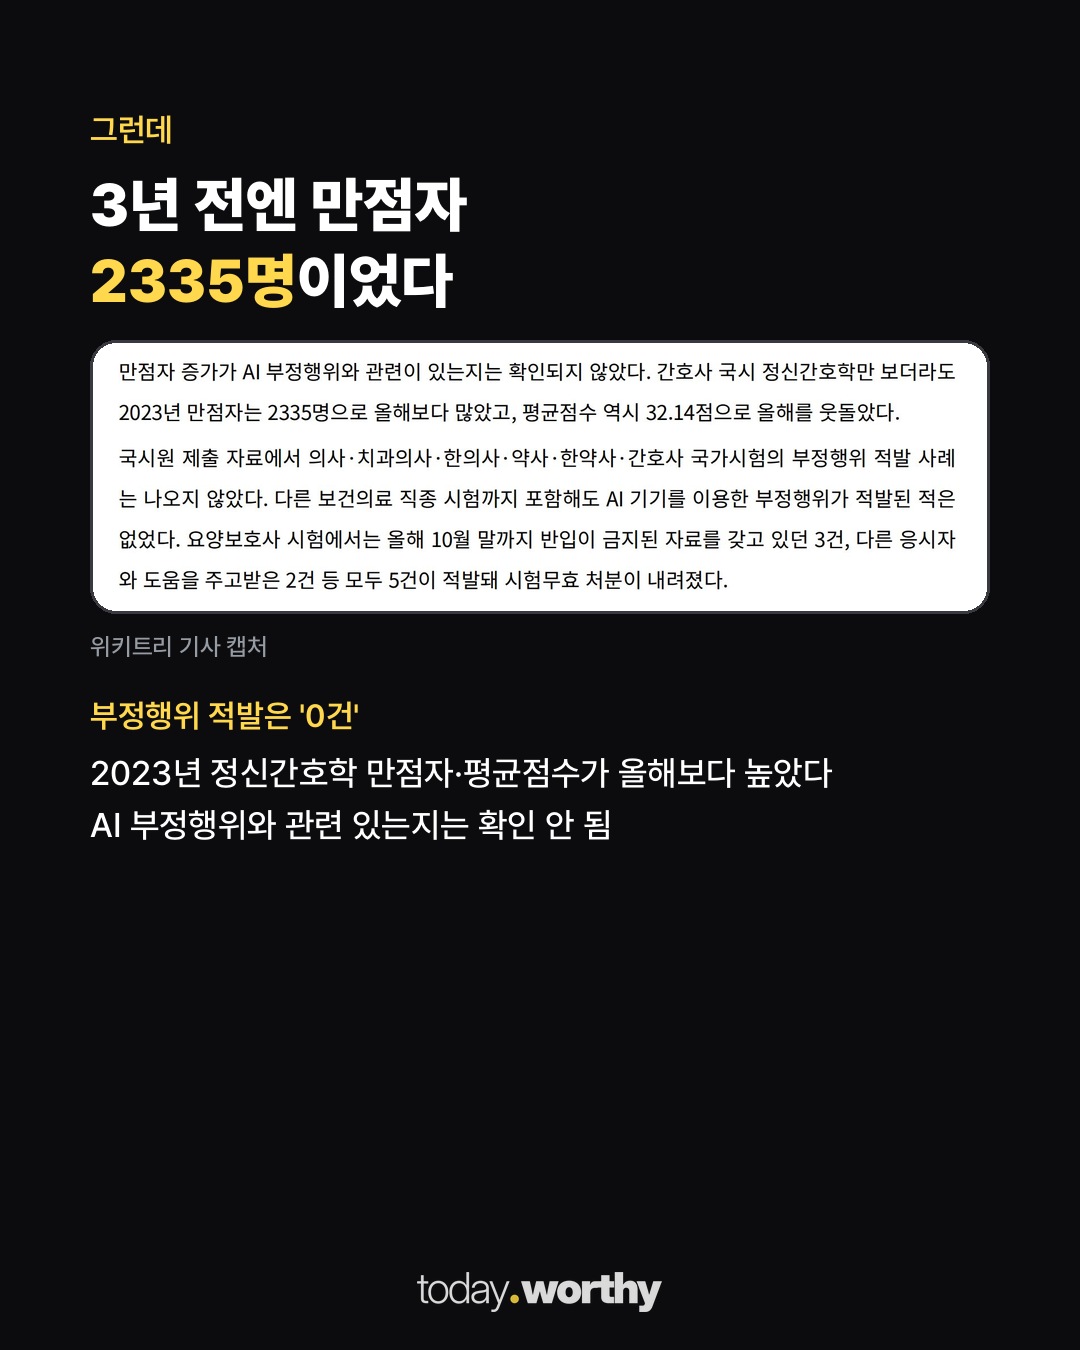 그런데
3년 전엔 만점자
2335명이었다
만점자 증가가 AI 부정행위와 관련이 있는지는 확인되지 않았다. 간호사 국시 정신간호학만 보더라도
2023년 만점자는 2335명으로 올해보다 많았고, 평균점수 역시 32.14점으로 올해를 웃돌았다.
국시원 제출 자료에서 의사·치과의사·한의사·약사·한약사·간호사 국가시험의 부정행위 적발 사례
는 나오지 않았다. 다른 보건의료 직종 시험까지 포함해도 AI 기기를 이용한 부정행위가 적발된 적은
없었다. 요양보호사 시험에서는 올해 10월 말까지 반입이 금지된 자료를 갖고 있던 3건, 다른 응시자
와 도움을 주고받은 2건 등 모두 5건이 적발돼 시험무효 처분이 내려졌다.
위키트리 기사 캡처
부정행위 적발은 '0건'
2023년 정신간호학 만점자·평균점수가 올해보다 높았다
AI 부정행위와 관련 있는지는 확인 안 됨
today.worthy